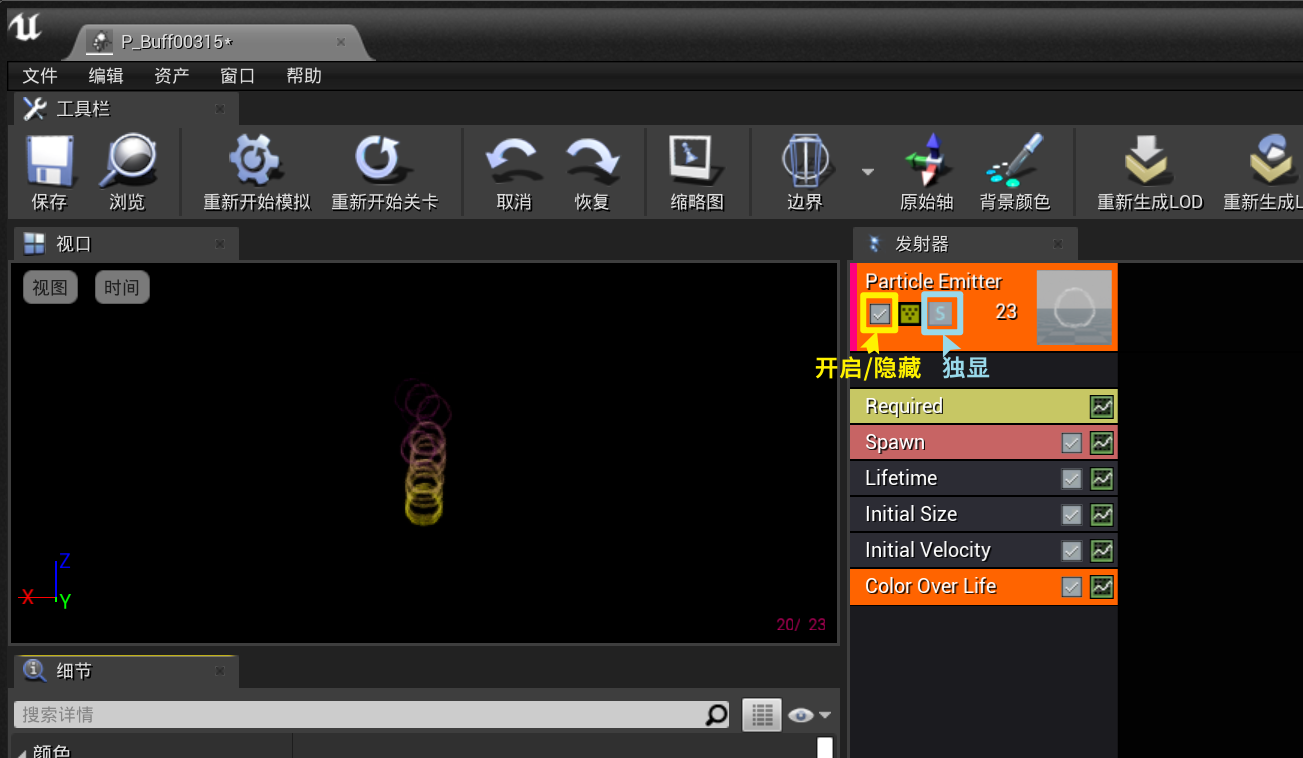 P_Buff00315*
文件 编辑 资产 窗口 帮助
工具栏
保存 浏览 重新开始模拟 重新开始关卡 取消 恢复 缩略图 边界 原始轴 背景颜色 重新生成LOD 重新生成L
视口 发射器
视图 时间
Particle Emitter
S 23
开启/隐藏 独显
Required
Spawn
Lifetime
Initial Size
Initial Velocity
Color Over Life
Z
X Y
20/ 23
细节
搜索详情
颜色